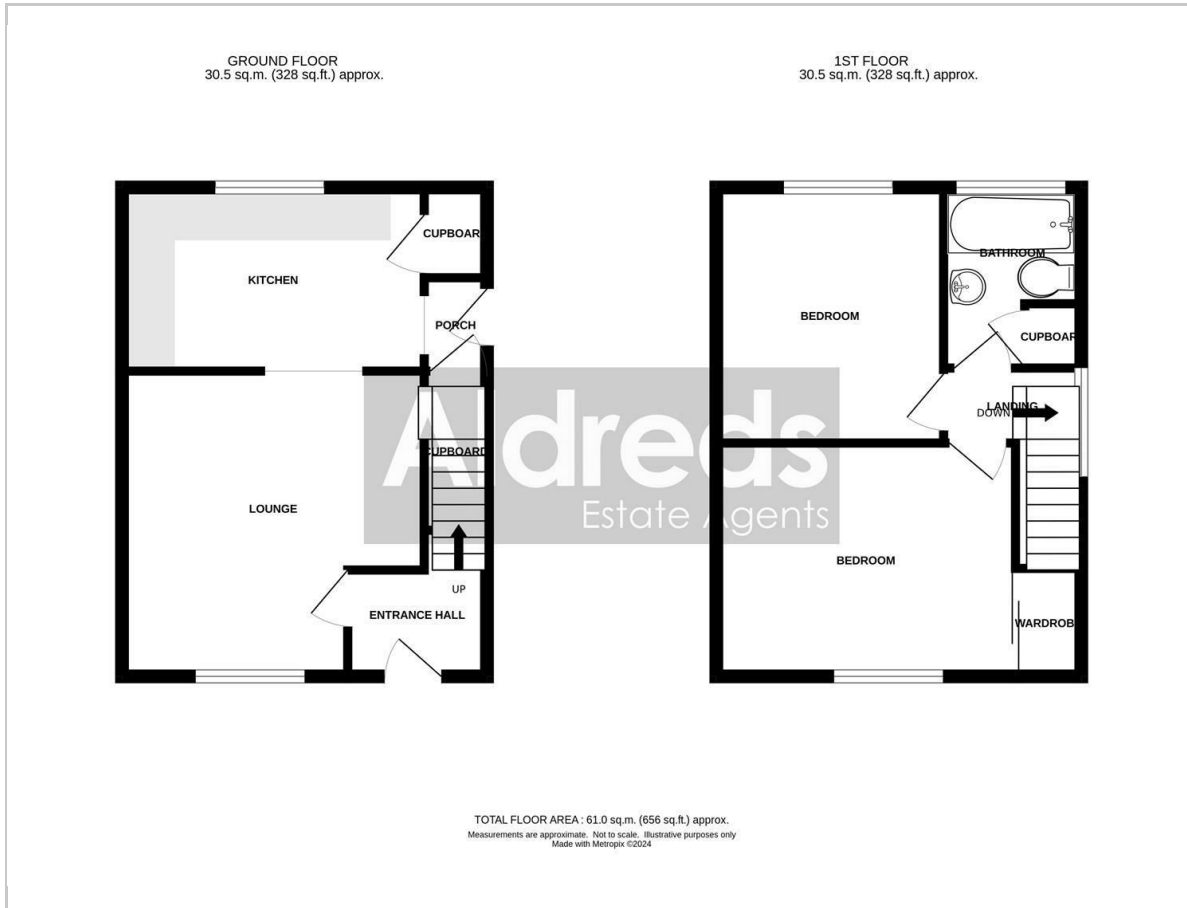 GROUND FLOOR
30.5 sq.m. (328 sq.ft.) approx.
1ST FLOOR
30.5 sq.m. (328 sq.ft.) approx.
CUPBOAR
KITCHEN
PORCH
CUPBOARD
LOUNGE
UP
ENTRANCE HALL
BATHROOM
BEDROOM
CUPBOAR
LANDING
DOWN
BEDROOM
WARDROB
Aldreds
Estate Agents
TOTAL FLOOR AREA : 61.0 sq.m. (656 sq.ft.) approx.
Measurements are approximate. Not to scale. Illustrative purposes only
Made with Metropix ©2024